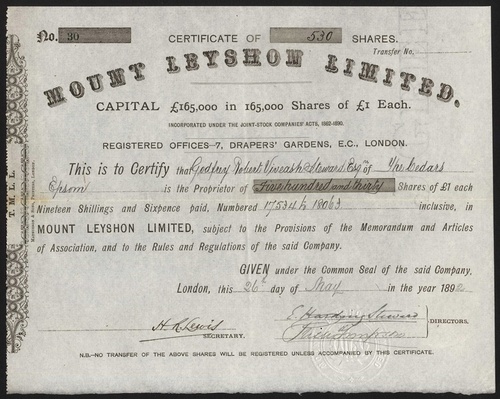 No. 30 CERTIFICATE OF 530 SHARES.
Transfer No.
MOUNT LEYSHON LIMITED.
CAPITAL £165,000 in 165,000 Shares of £1 Each.
INCORPORATED UNDER THE JOINT-STOCK COMPANIES' ACTS, 1862-1890.
REGISTERED OFFICES—7, DRAPERS' GARDENS, E.C., LONDON.
This is to Certify that Godfrey Robert Steward Esqre of The Cedars
Epsom is the Proprietor of Five hundred and thirty Shares of £1 each
Nineteen Shillings and Sixpence paid, Numbered 17534 to 18063 inclusive, in
MOUNT LEYSHON LIMITED, subject to the Provisions of the Memorandum and Articles
of Association, and to the Rules and Regulations of the said Company.
GIVEN under the Common Seal of the said Company,
London, this 26th day of May in the year 1892
H.R. Lewis
SECRETARY.
E. Harding Steward
DIRECTORS.
N.B.—NO TRANSFER OF THE ABOVE SHARES WILL BE REGISTERED UNLESS ACCOMPANIED BY THIS CERTIFICATE.
T. M. L. L.